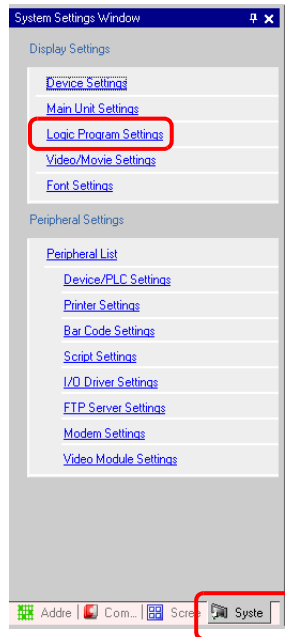 System Settings Window
Display Settings
Device Settings
Main Unit Settings
Logic Program Settings
Video/Movie Settings
Font Settings
Peripheral Settings
Peripheral List
Device/PLC Settings
Printer Settings
Bar Code Settings
Script Settings
I/O Driver Settings
FTP Server Settings
Modem Settings
Video Module Settings
Addre Com... Scree Syste